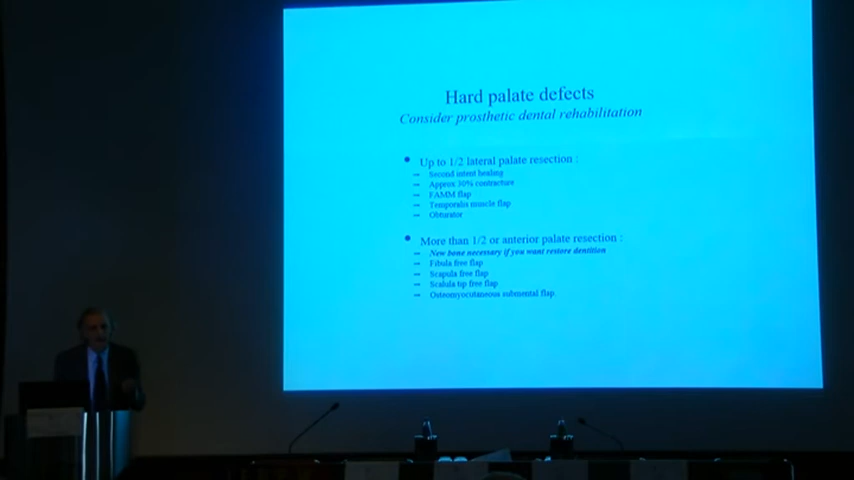 Hard palate defects
Consider prosthetic dental rehabilitation
• Up to 1/2 lateral palate resection :
– Second intent healing
– Approx 30% contracture
– FAMM flap
– Temporalis muscle flap
– Obturator
• More than 1/2 or anterior palate resection :
– New bone necessary if you want restore dentition
– Fibula free flap
– Scapula free flap
– Scalula tip free flap
– Osteomyocutaneous submental flap.